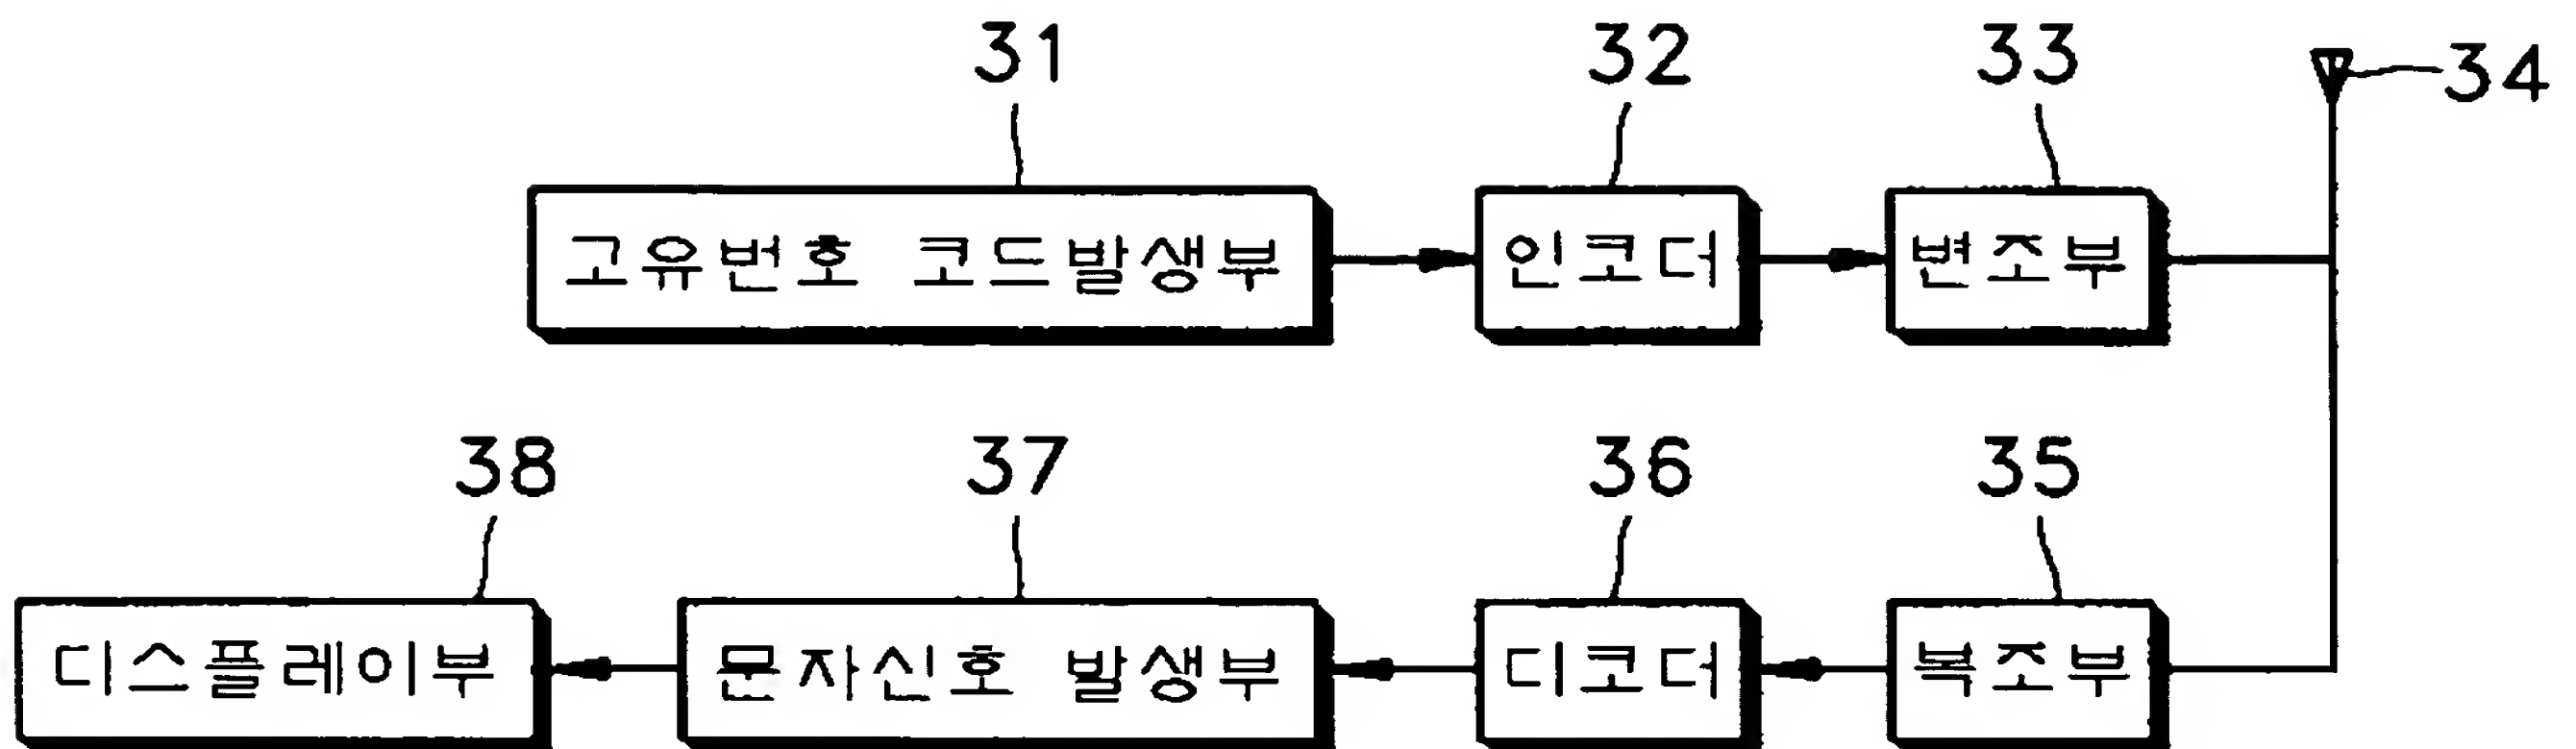 31 32 33 34
고유번호 코드발생부 인코더 변조부
38 37 36 35
디스플레이부 문자신호 발생부 디코더 복조부